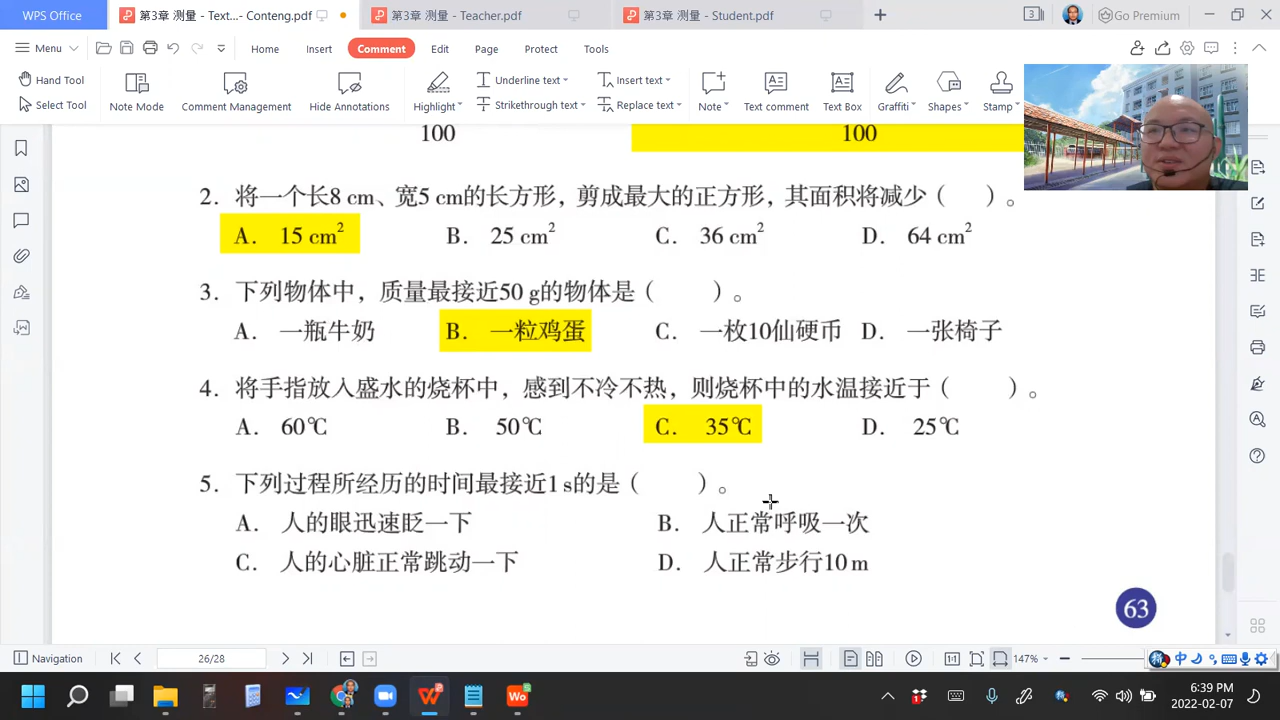 WPS Office
第3章 测量 - Text...- Conteng.pdf
第3章 测量 - Teacher.pdf
第3章 测量 - Student.pdf
3
Go Premium
Menu
Home
Insert
Comment
Edit
Page
Protect
Tools
Hand Tool
Select Tool
Note Mode
Comment Management
Hide Annotations
Highlight
Underline text
Strikethrough text
Insert text
Replace text
Note
Text comment
Text Box
Graffiti
Shapes
Stamp
100
100
2. 将一个长8 cm、宽5 cm的长方形，剪成最大的正方形，其面积将减少（ ）。
A. 15 cm² B. 25 cm² C. 36 cm² D. 64 cm²
3. 下列物体中，质量最接近50 g的物体是（ ）。
A. 一瓶牛奶 B. 一粒鸡蛋 C. 一枚10仙硬币 D. 一张椅子
4. 将手指放入盛水的烧杯中，感到不冷不热，则烧杯中的水温接近于（ ）。
A. 60℃ B. 50℃ C. 35℃ D. 25℃
5. 下列过程所经历的时间最接近1 s的是（ ）。
A. 人的眼迅速眨一下 B. 人正常呼吸一次
C. 人的心脏正常跳动一下 D. 人正常步行10 m
63
Navigation
26/28
147%
中
6:39 PM
2022-02-07